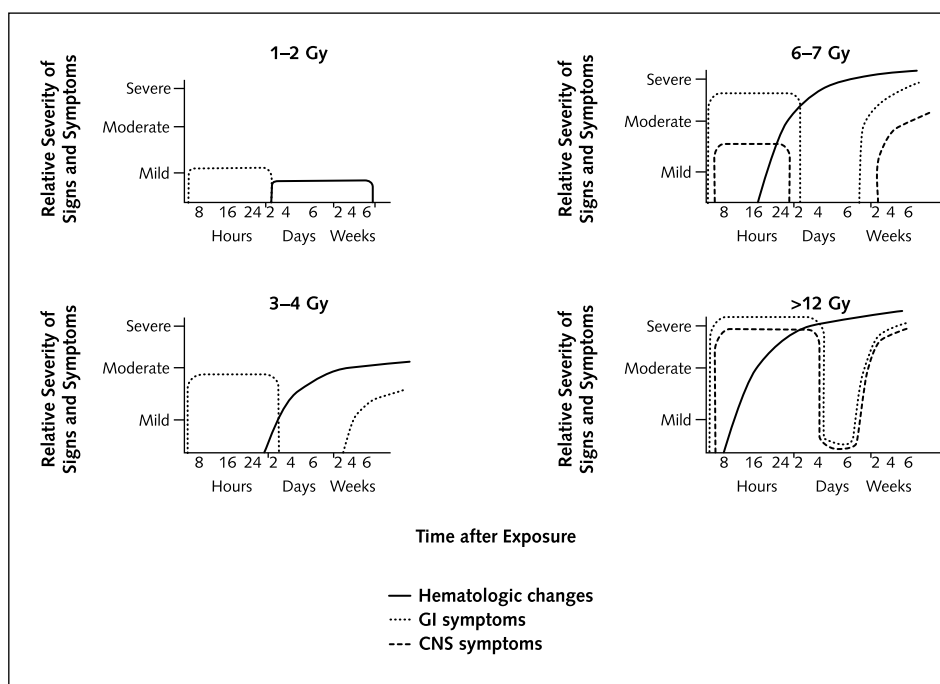 1–2 Gy
Relative Severity of
Signs and Symptoms
Severe
Moderate
Mild
8 16 24 2 4 6 2 4 6
Hours Days Weeks
6–7 Gy
Relative Severity of
Signs and Symptoms
Severe
Moderate
Mild
8 16 24 2 4 6 2 4 6
Hours Days Weeks
3–4 Gy
Relative Severity of
Signs and Symptoms
Severe
Moderate
Mild
8 16 24 2 4 6 2 4 6
Hours Days Weeks
>12 Gy
Relative Severity of
Signs and Symptoms
Severe
Moderate
Mild
8 16 24 2 4 6 2 4 6
Hours Days Weeks
Time after Exposure
Hematologic changes
GI symptoms
CNS symptoms